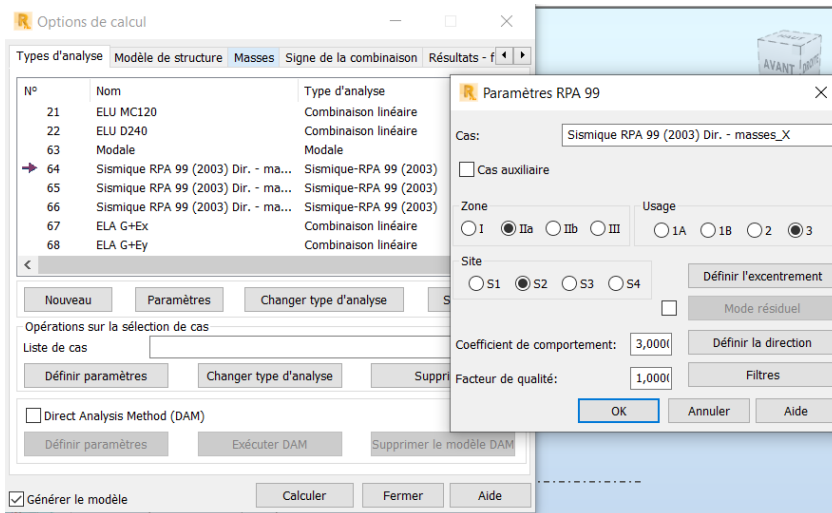 Options de calcul
Types d'analyse Modèle de structure Masses Signe de la combinaison Résultats - f
N° Nom Type d'analyse
21 ELU MC120 Combinaison linéaire
22 ELU D240 Combinaison linéaire
63 Modale Modale
64 Sismique RPA 99 (2003) Dir. - ma... Sismique-RPA 99 (2003)
65 Sismique RPA 99 (2003) Dir. - ma... Sismique-RPA 99 (2003)
66 Sismique RPA 99 (2003) Dir. - ma... Sismique-RPA 99 (2003)
67 ELA G+Ex Combinaison linéaire
68 ELA G+Ey Combinaison linéaire
Nouveau Paramètres Changer type d'analyse S
Opérations sur la sélection de cas
Liste de cas
Définir paramètres Changer type d'analyse Suppri
Direct Analysis Method (DAM)
Définir paramètres Exécuter DAM Supprimer le modèle DAM
Générer le modèle Calculer Fermer Aide
AVANT DROITE
Paramètres RPA 99
Cas: Sismique RPA 99 (2003) Dir. - masses_X
Cas auxiliaire
Zone Usage
I IIa IIb III 1A 1B 2 3
Site
S1 S2 S3 S4 Définir l'excentrement
Mode résiduel
Coefficient de comportement: 3,000( Définir la direction
Facteur de qualité: 1,000( Filtres
OK Annuler Aide